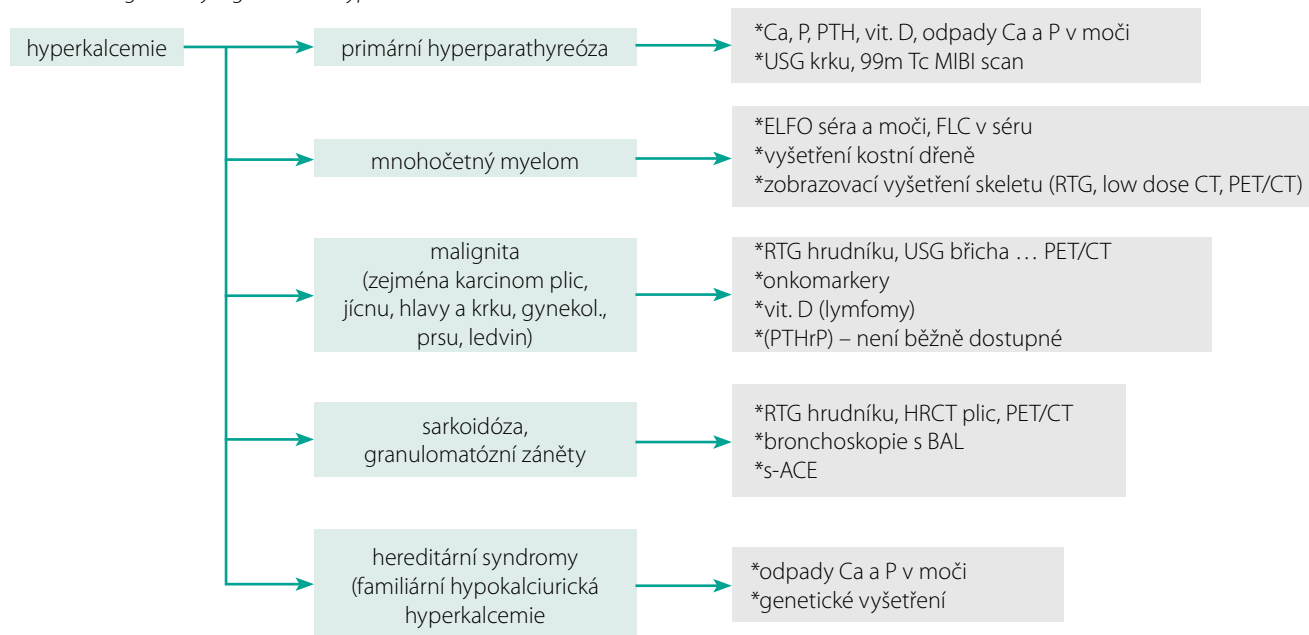 hyperkalcemie
primární hyperparathyreóza
*Ca, P, PTH, vit. D, odpady Ca a P v moči
*USG krku, 99m Tc MIBI scan
mnohočetný myelom
*ELFO séra a moči, FLC v séru
*vyšetření kostní dřeně
*zobrazovací vyšetření skeletu (RTG, low dose CT, PET/CT)
malignita
(zejména karcinom plic,
jícnu, hlavy a krku, gynekol.,
prsu, ledvin)
*RTG hrudníku, USG břicha … PET/CT
*onkomarkery
*vit. D (lymfomy)
*(PTHrP) – není běžně dostupné
sarkoidóza,
granulomatózní záněty
*RTG hrudníku, HRCT plic, PET/CT
*bronchoskopie s BAL
*s-ACE
hereditární syndromy
(familiární hypokalciurická
hyperkalcemie
*odpady Ca a P v moči
*genetické vyšetření